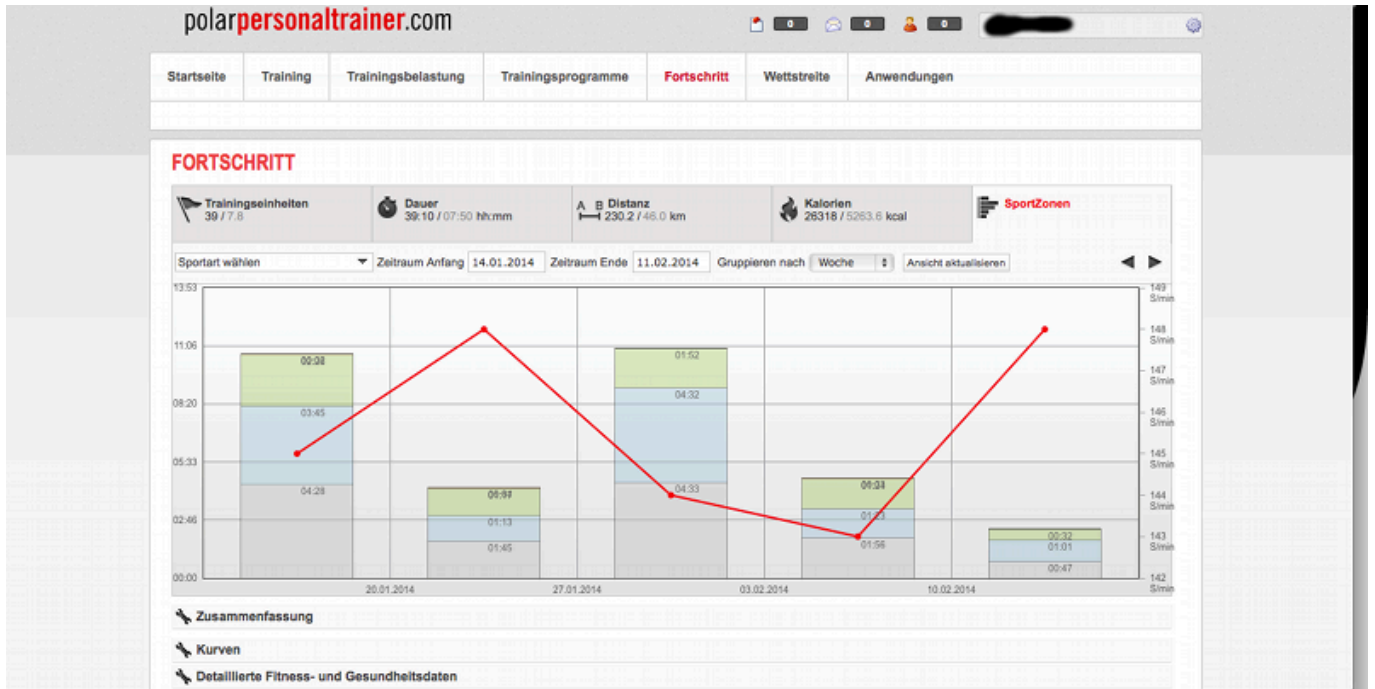 polarpersonaltrainer.com
0 0 0
Startseite Training Trainingsbelastung Trainingsprogramme Fortschritt Wettstreite Anwendungen
FORTSCHRITT
Trainingseinheiten
39 / 7.8
Dauer
39:10 / 07:50 hh:mm
A B Distanz
230.2 / 46.0 km
Kalorien
26318 / 5263.6 kcal
SportZonen
Sportart wählen Zeitraum Anfang 14.01.2014 Zeitraum Ende 11.02.2014 Gruppieren nach Woche Ansicht aktualisieren
13:53
11:06
08:20
05:33
02:46
00:00
03:45
04:28
01:13
01:45
01:52
04:32
04:33
01:56
00:32
01:01
00:47
149 S/min
148 S/min
147 S/min
146 S/min
145 S/min
144 S/min
143 S/min
142 S/min
20.01.2014 27.01.2014 03.02.2014 10.02.2014
Zusammenfassung
Kurven
Detaillierte Fitness- und Gesundheitsdaten